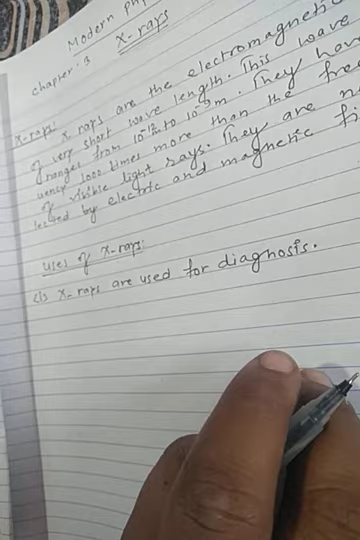 Modern
chapter: 3
X-rays
X-rays:
X rays are the electromagnetic
of very short wave length. This wave
ranges from 10-12 to 10-9m. They have
uency 1000 times more than the
of visible light rays. They are
lected by electric and magnetic
uses of X-rays:
(1) X-rays are used for diagnosis.